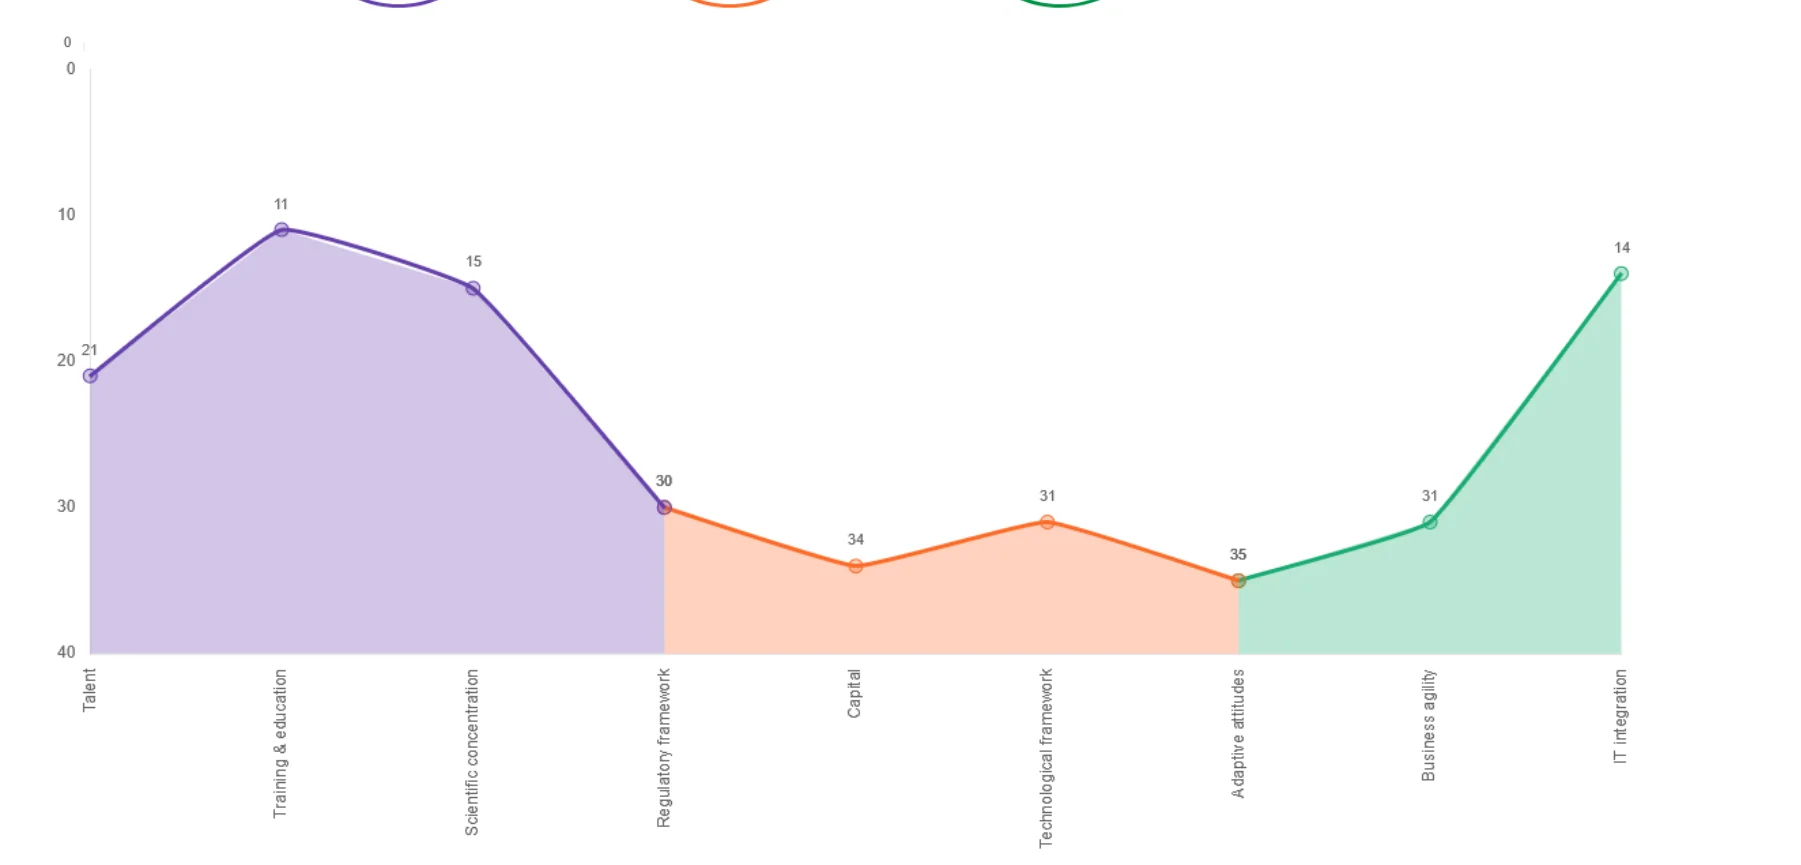 0
0
10
20
30
40
21
11
15
30
34
31
35
31
14
Talent
Training & education
Scientific concentration
Regulatory framework
Capital
Technological framework
Adaptive attitudes
Business agility
IT integration